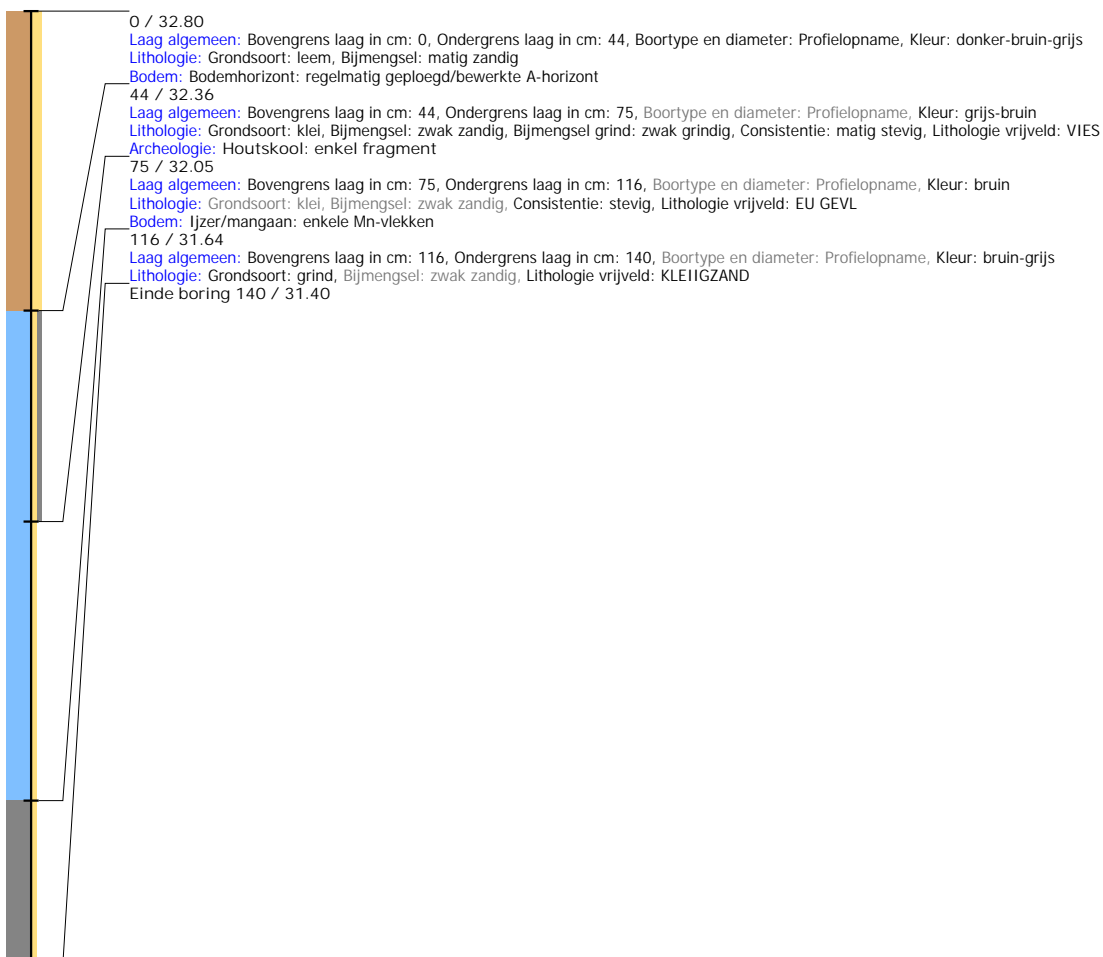 0 / 32.80
Laag algemeen: Bovengrens laag in cm: 0, Ondergrens laag in cm: 44, Boortype en diameter: Profielopname, Kleur: donker-bruin-grijs
Lithologie: Grondsoort: leem, Bijmengsel: matig zandig
Bodem: Bodemhorizont: regelmatig geploegd/bewerkte A-horizont
44 / 32.36
Laag algemeen: Bovengrens laag in cm: 44, Ondergrens laag in cm: 75, Boortype en diameter: Profielopname, Kleur: grijs-bruin
Lithologie: Grondsoort: klei, Bijmengsel: zwak zandig, Bijmengsel grind: zwak grindig, Consistentie: matig stevig, Lithologie vrijveld: VIES
Archeologie: Houtskool: enkel fragment
75 / 32.05
Laag algemeen: Bovengrens laag in cm: 75, Ondergrens laag in cm: 116, Boortype en diameter: Profielopname, Kleur: bruin
Lithologie: Grondsoort: klei, Bijmengsel: zwak zandig, Consistentie: stevig, Lithologie vrijveld: EU GEVL
Bodem: Ijzer/mangaan: enkele Mn-vlekken
116 / 31.64
Laag algemeen: Bovengrens laag in cm: 116, Ondergrens laag in cm: 140, Boortype en diameter: Profielopname, Kleur: bruin-grijs
Lithologie: Grondsoort: grind, Bijmengsel: zwak zandig, Lithologie vrijveld: KLEIIGZAND
Einde boring 140 / 31.40